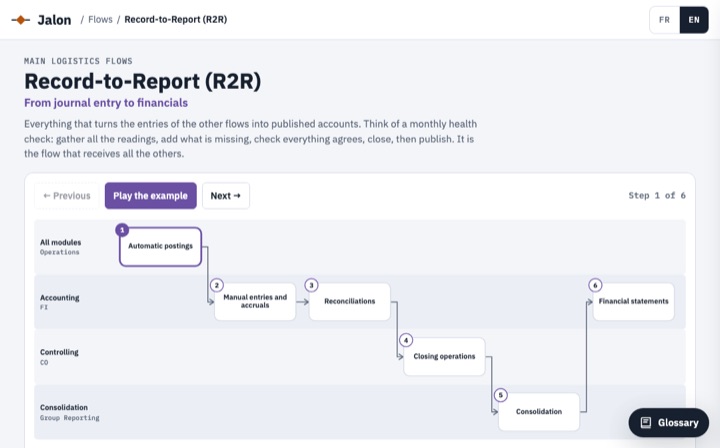 Jalon / Flows / Record-to-Report (R2R)
FR EN
MAIN LOGISTICS FLOWS
Record-to-Report (R2R)
From journal entry to financials
Everything that turns the entries of the other flows into published accounts. Think of a monthly health
check: gather all the readings, add what is missing, check everything agrees, close, then publish. It is
the flow that receives all the others.
← Previous
Play the example
Next →
Step 1 of 6
All modules
Operations
1
Automatic postings
Accounting
FI
2
Manual entries and
accruals
3
Reconciliations
6
Financial statements
Controlling
CO
4
Closing operations
Consolidation
Group Reporting
5
Consolidation
Glossary